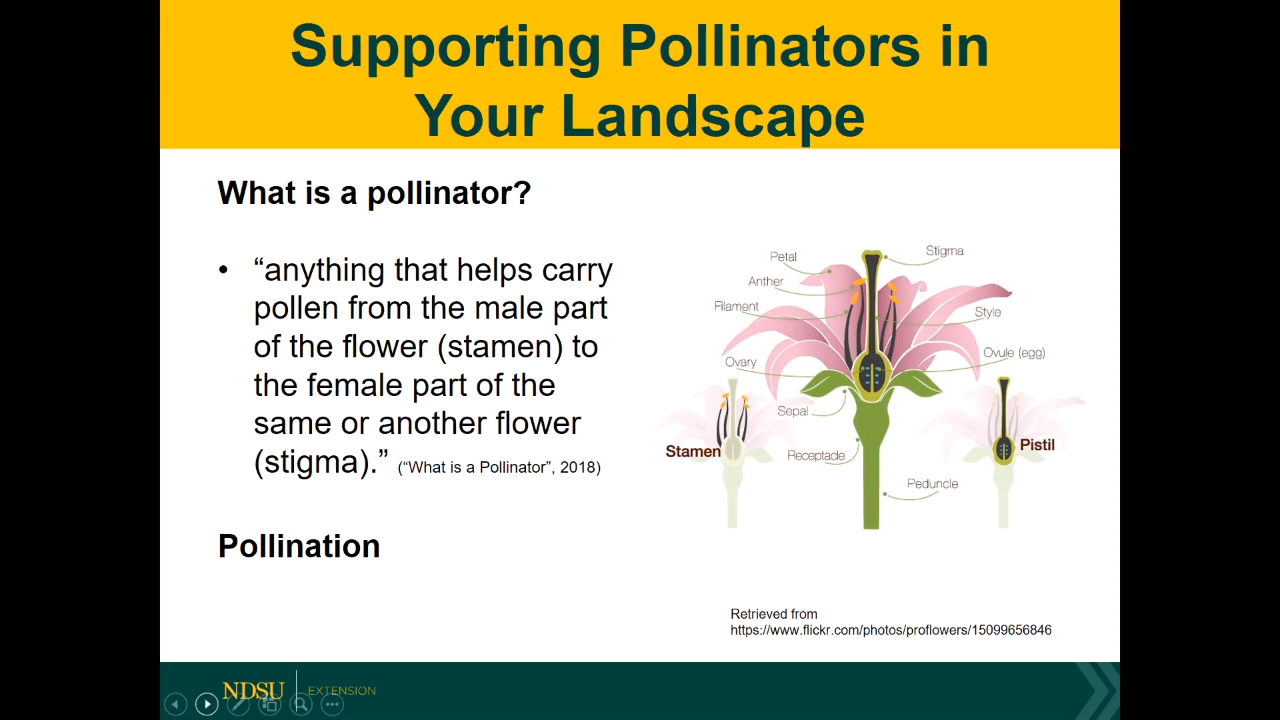 Supporting Pollinators in
Your Landscape
What is a pollinator?
• “anything that helps carry
pollen from the male part
of the flower (stamen) to
the female part of the
same or another flower
(stigma).” (“What is a Pollinator”, 2018)
Pollination
Petal
Stigma
Anther
Filament
Style
Ovary
Ovule (egg)
Sepal
Stamen
Pistil
Receptacle
Peduncle
Retrieved from
https://www.flickr.com/photos/proflowers/15099656846
NDSU EXTENSION